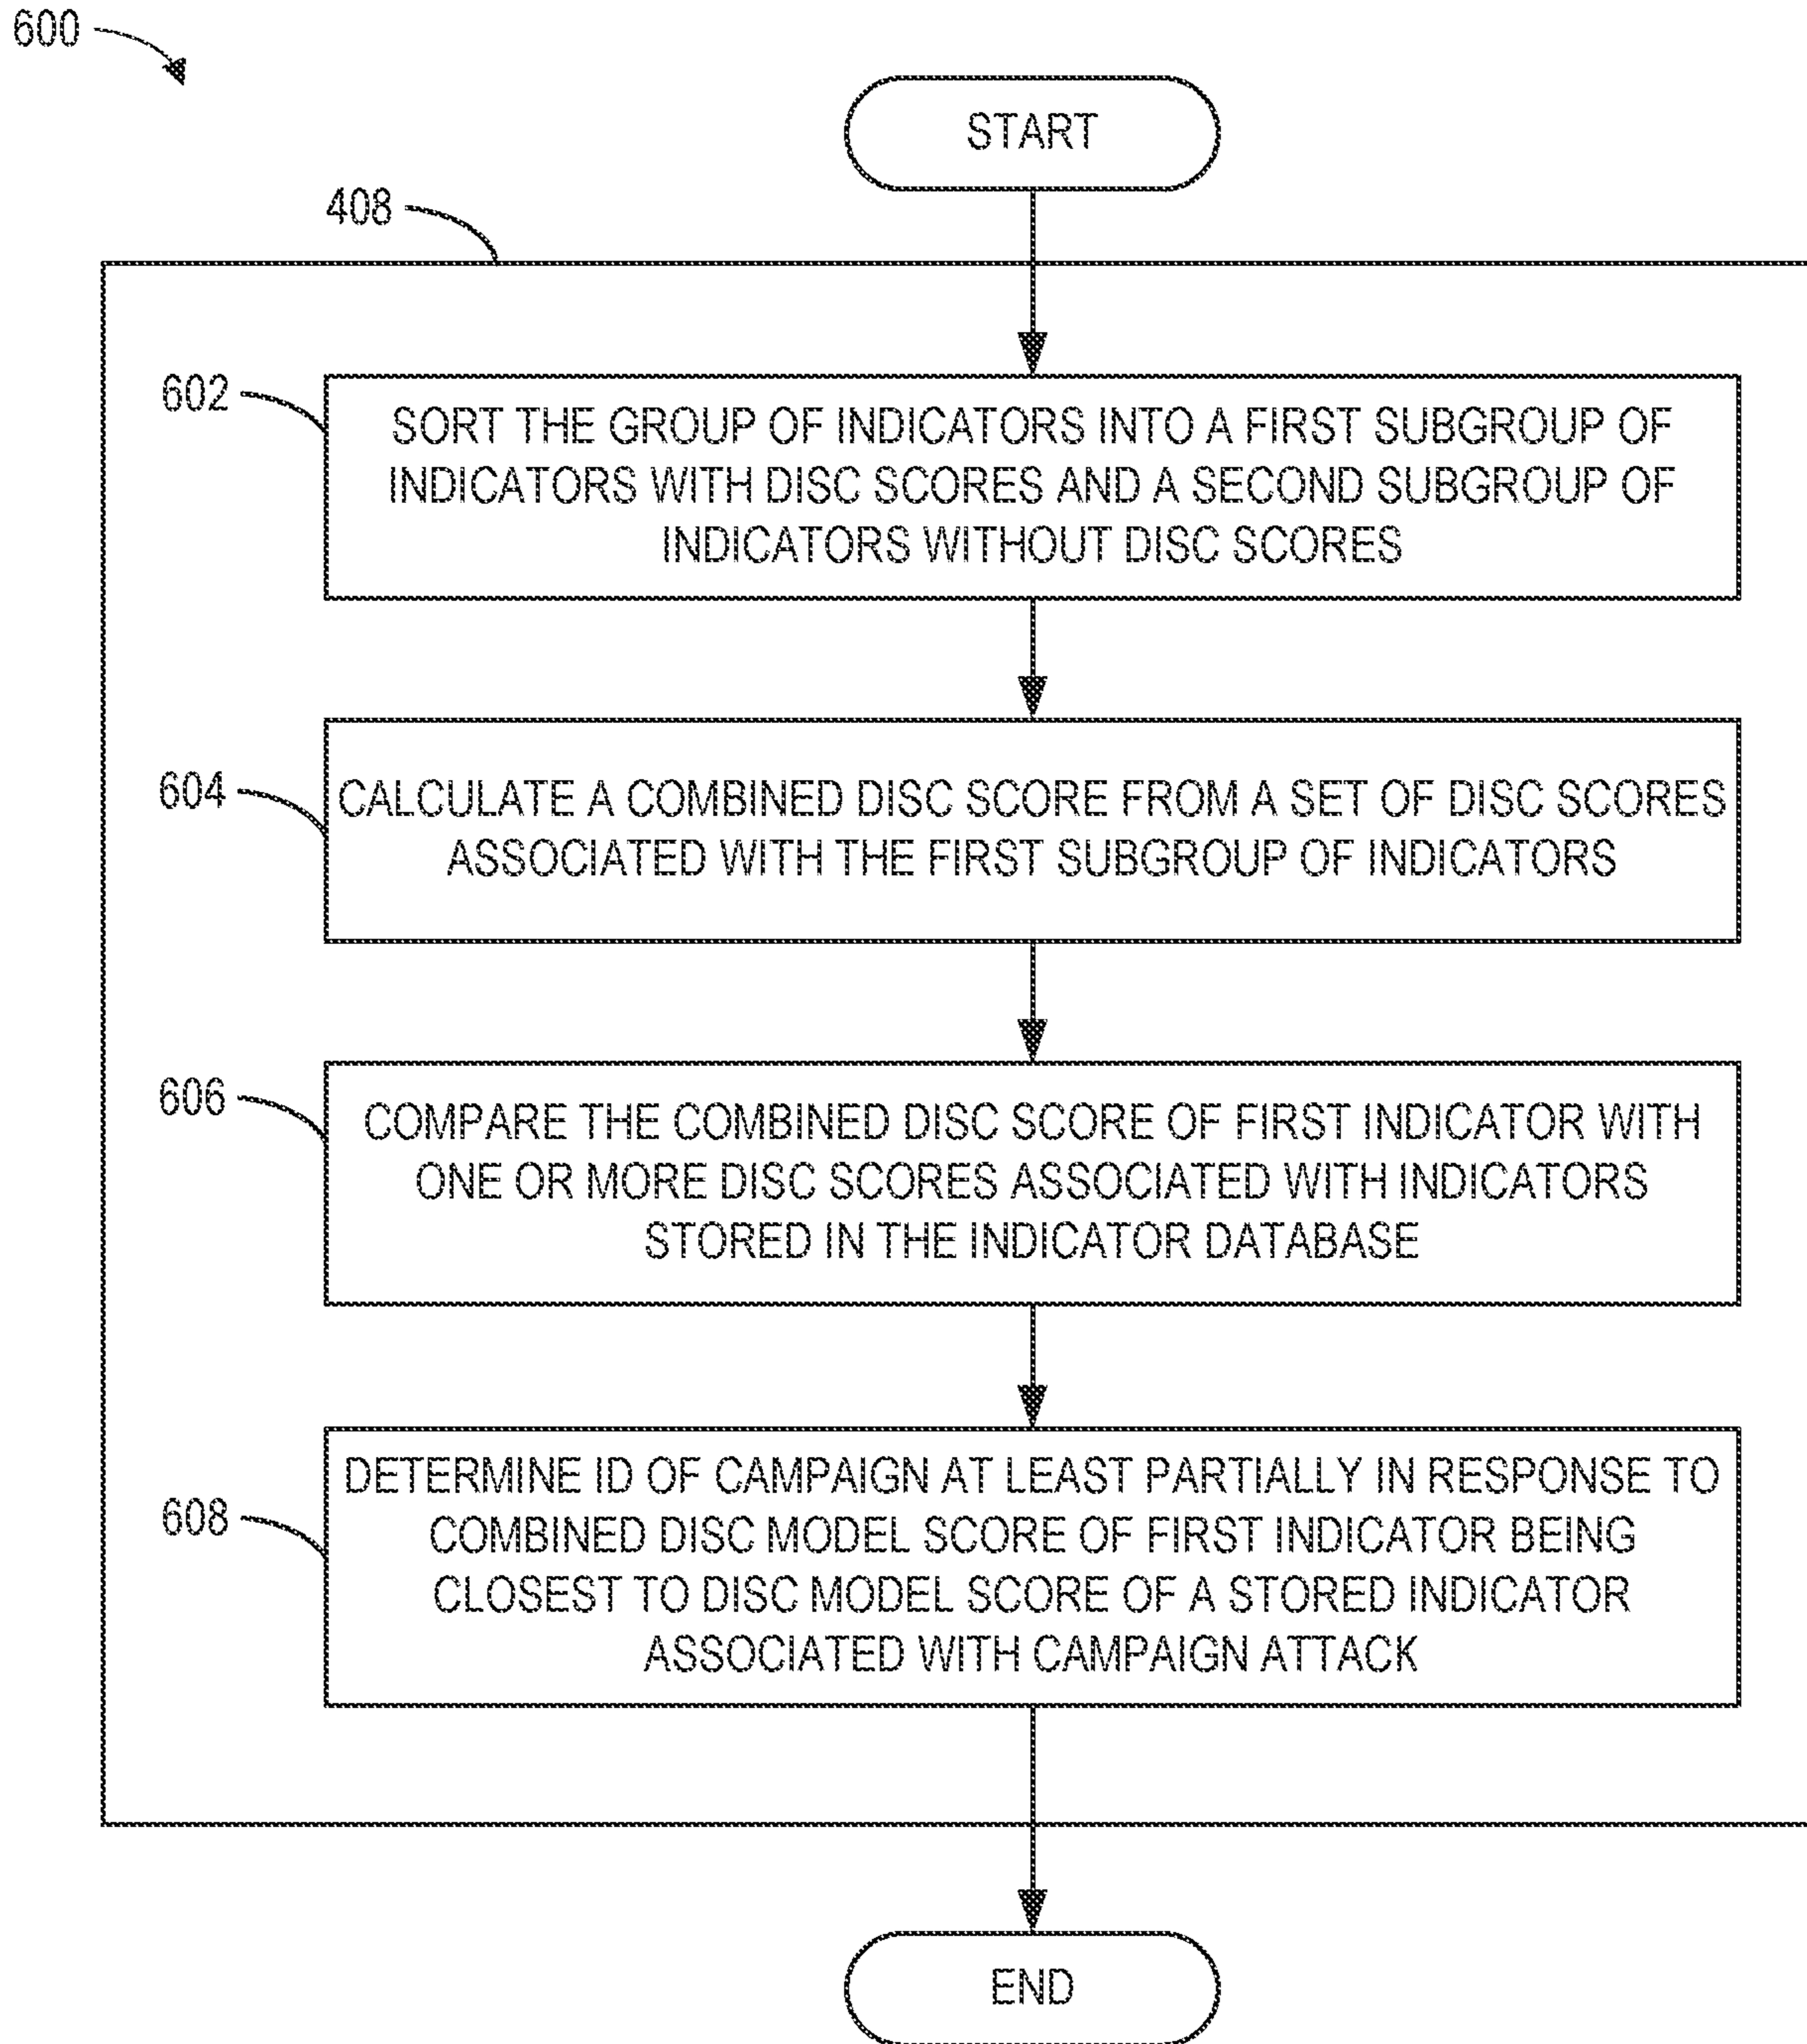 600
START
408
602
SORT THE GROUP OF INDICATORS INTO A FIRST SUBGROUP OF
INDICATORS WITH DISC SCORES AND A SECOND SUBGROUP OF
INDICATORS WITHOUT DISC SCORES
604
CALCULATE A COMBINED DISC SCORE FROM A SET OF DISC SCORES
ASSOCIATED WITH THE FIRST SUBGROUP OF INDICATORS
606
COMPARE THE COMBINED DISC SCORE OF FIRST INDICATOR WITH
ONE OR MORE DISC SCORES ASSOCIATED WITH INDICATORS
STORED IN THE INDICATOR DATABASE
608
DETERMINE ID OF CAMPAIGN AT LEAST PARTIALLY IN RESPONSE TO
COMBINED DISC MODEL SCORE OF FIRST INDICATOR BEING
CLOSEST TO DISC MODEL SCORE OF A STORED INDICATOR
ASSOCIATED WITH CAMPAIGN ATTACK
END